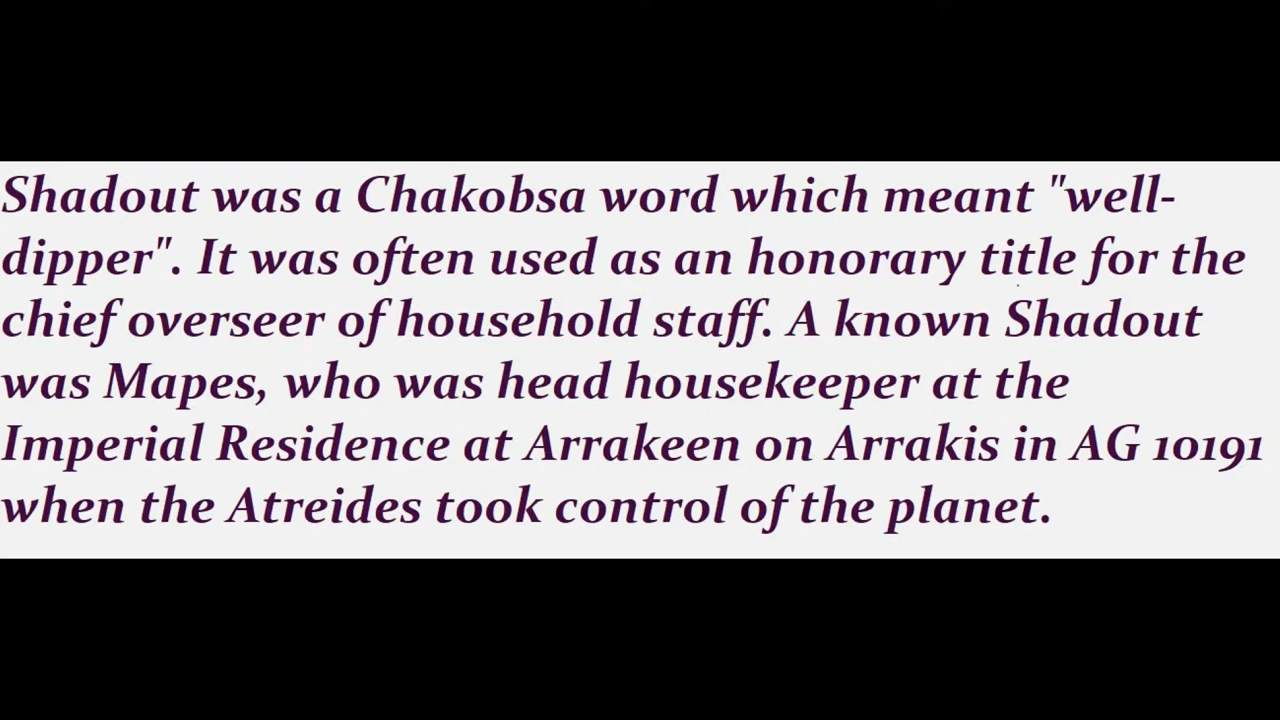 Shadout was a Chakobsa word which meant "well-
dipper". It was often used as an honorary title for the
chief overseer of household staff. A known Shadout
was Mapes, who was head housekeeper at the
Imperial Residence at Arrakeen on Arrakis in AG 10191
when the Atreides took control of the planet.